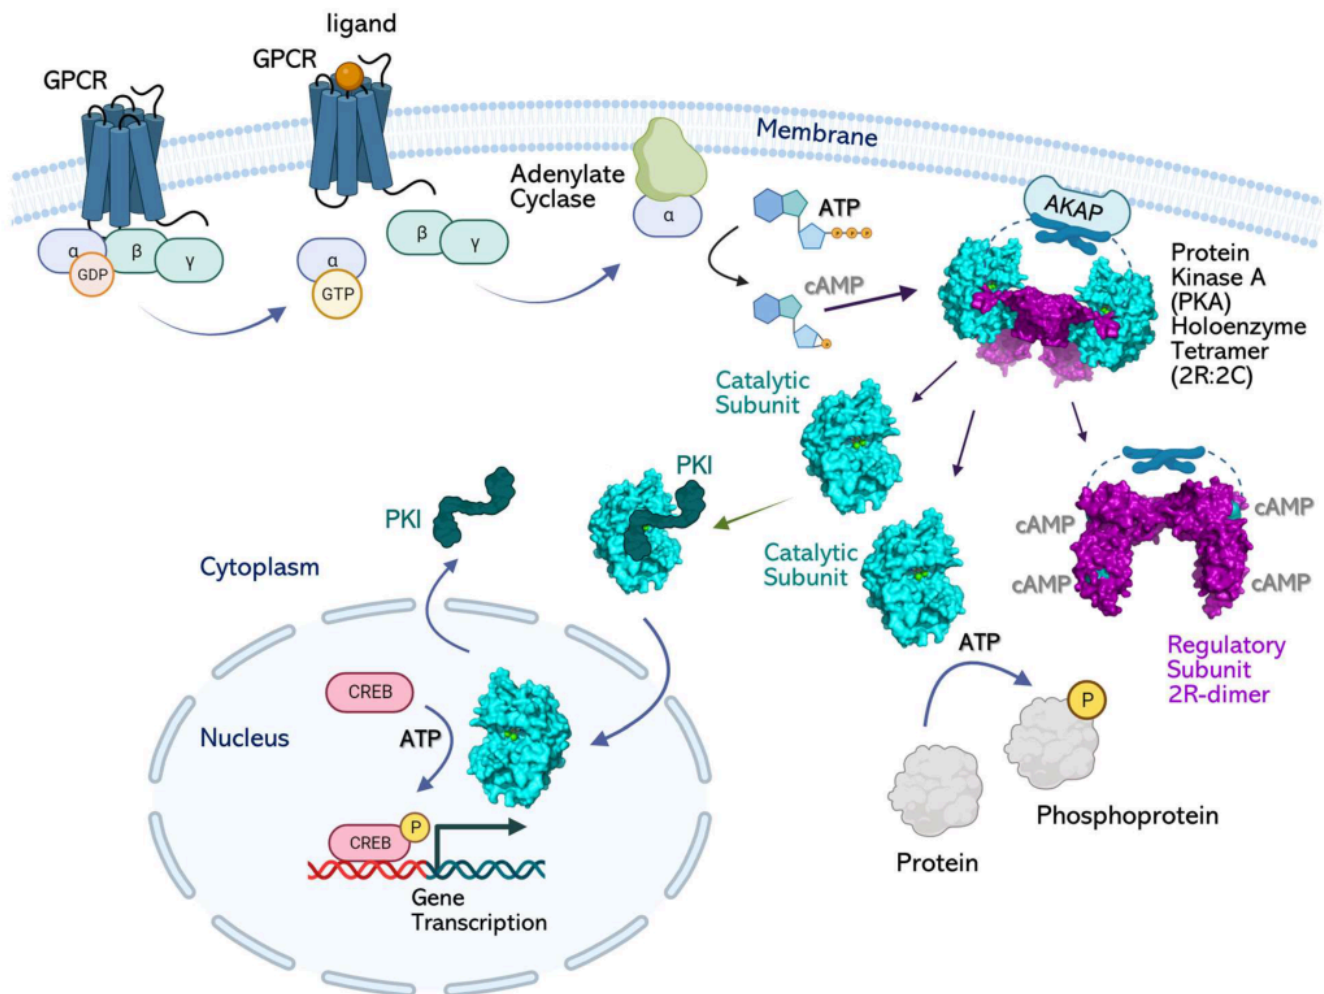 ligand
GPCR
GPCR
Membrane
Adenylate
Cyclase
α
ATP
P P P
AKAP
α
β
γ
GDP
α
GTP
β
γ
cAMP
P
Protein
Kinase A
(PKA)
Holoenzyme
Tetramer
(2R:2C)
Catalytic
Subunit
PKI
PKI
Catalytic
Subunit
cAMP
cAMP
cAMP
cAMP
Cytoplasm
ATP
Regulatory
Subunit
2R-dimer
P
CREB
Nucleus
ATP
P
CREB
Phosphoprotein
Protein
Gene
Transcription